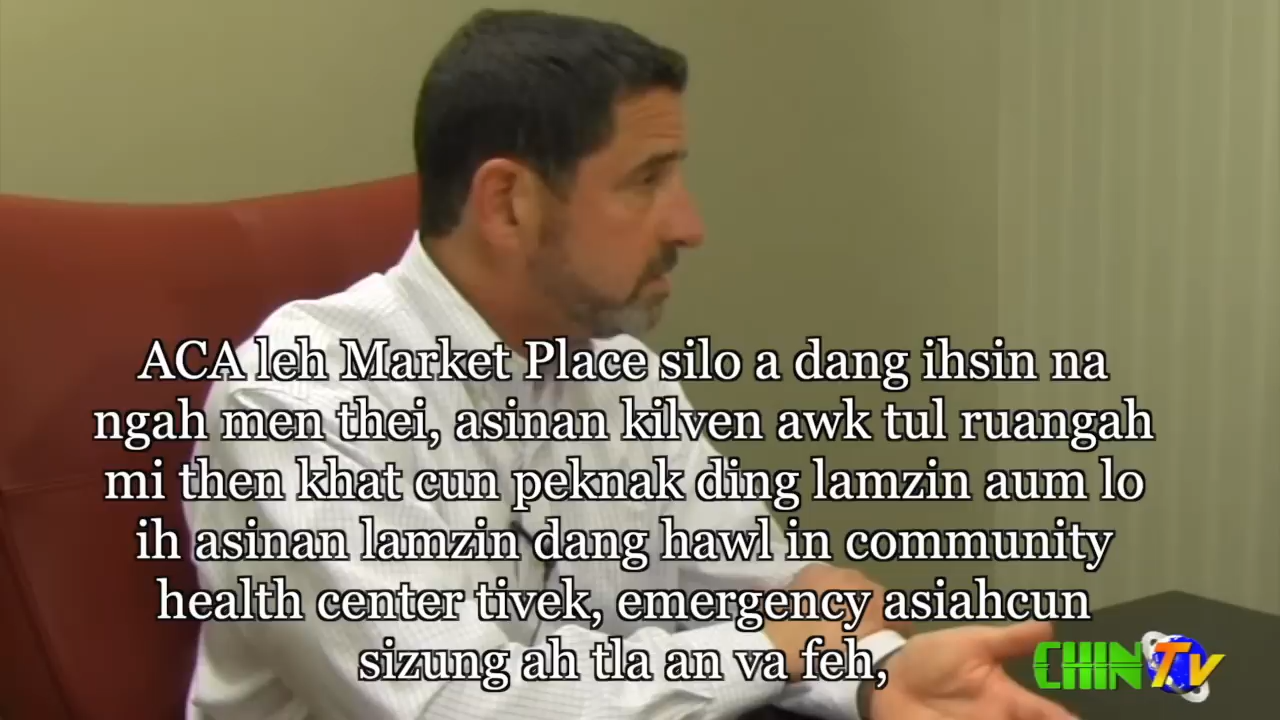 ACA leh Market Place silo a dang ihsin na
ngah men thei, asinan kilven awk tul ruangah
mi then khat cun peknak ding lamzin aum lo
ih asinan lamzin dang hawl in community
health center tivek, emergency asiahcun
sizung ah tla an va feh,
CHIN TV